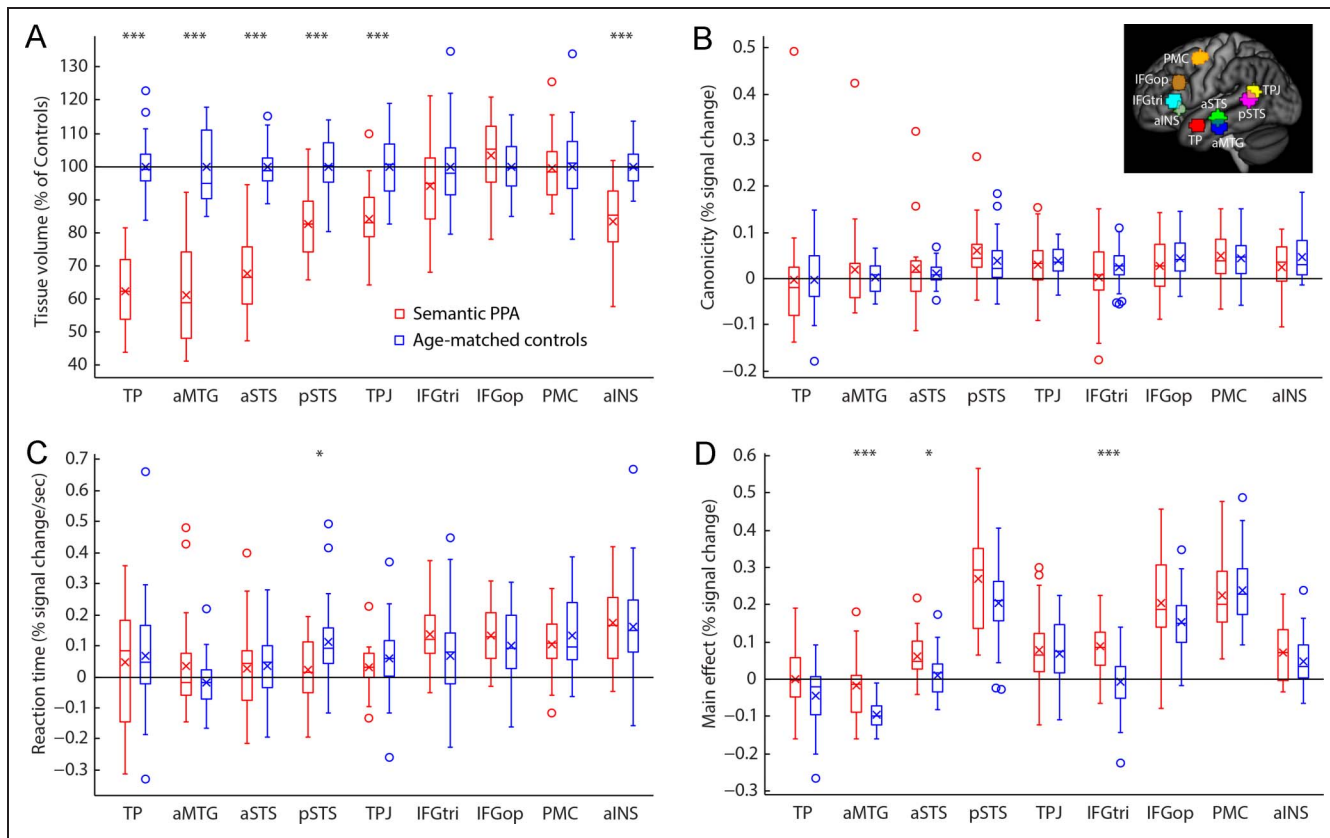 A
*** *** *** *** *** ***
Tissue volume (% of Controls)
130
120
110
100
90
80
70
60
50
40
Semantic PPA
Age-matched controls
TP aMTG aSTS pSTS TPJ IFGtri IFGop PMC aINS
B
Canonicity (% signal change)
0.5
0.4
0.3
0.2
0.1
0
−0.1
−0.2
PMC
IFGop
IFGtri
aINS
aSTS
TPJ
pSTS
TP
aMTG
TP aMTG aSTS pSTS TPJ IFGtri IFGop PMC aINS
C
*
Reaction time (% signal change/sec)
0.7
0.6
0.5
0.4
0.3
0.2
0.1
0
−0.1
−0.2
−0.3
TP aMTG aSTS pSTS TPJ IFGtri IFGop PMC aINS
D
*** * ***
Main effect (% signal change)
0.6
0.5
0.4
0.3
0.2
0.1
0
−0.1
−0.2
−0.3
TP aMTG aSTS pSTS TPJ IFGtri IFGop PMC aINS